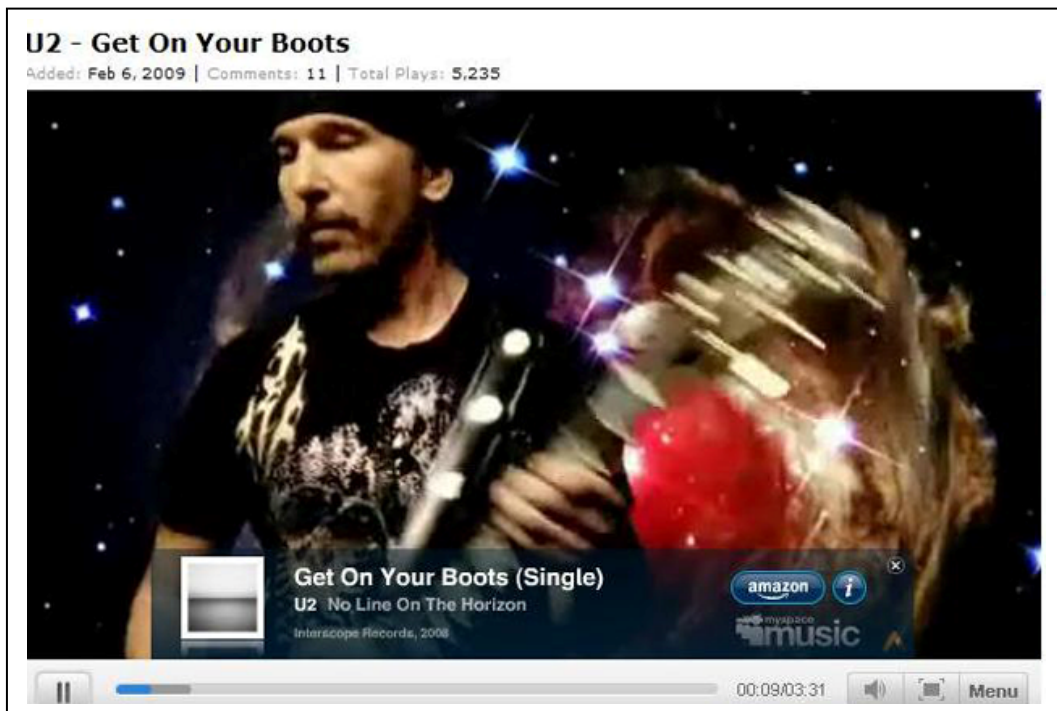 U2 - Get On Your Boots
Added: Feb 6, 2009 | Comments: 11 | Total Plays: 5,235
Get On Your Boots (Single)
U2 No Line On The Horizon
Interscope Records, 2008
amazon
i
myspace
music
00:09/03:31
Menu